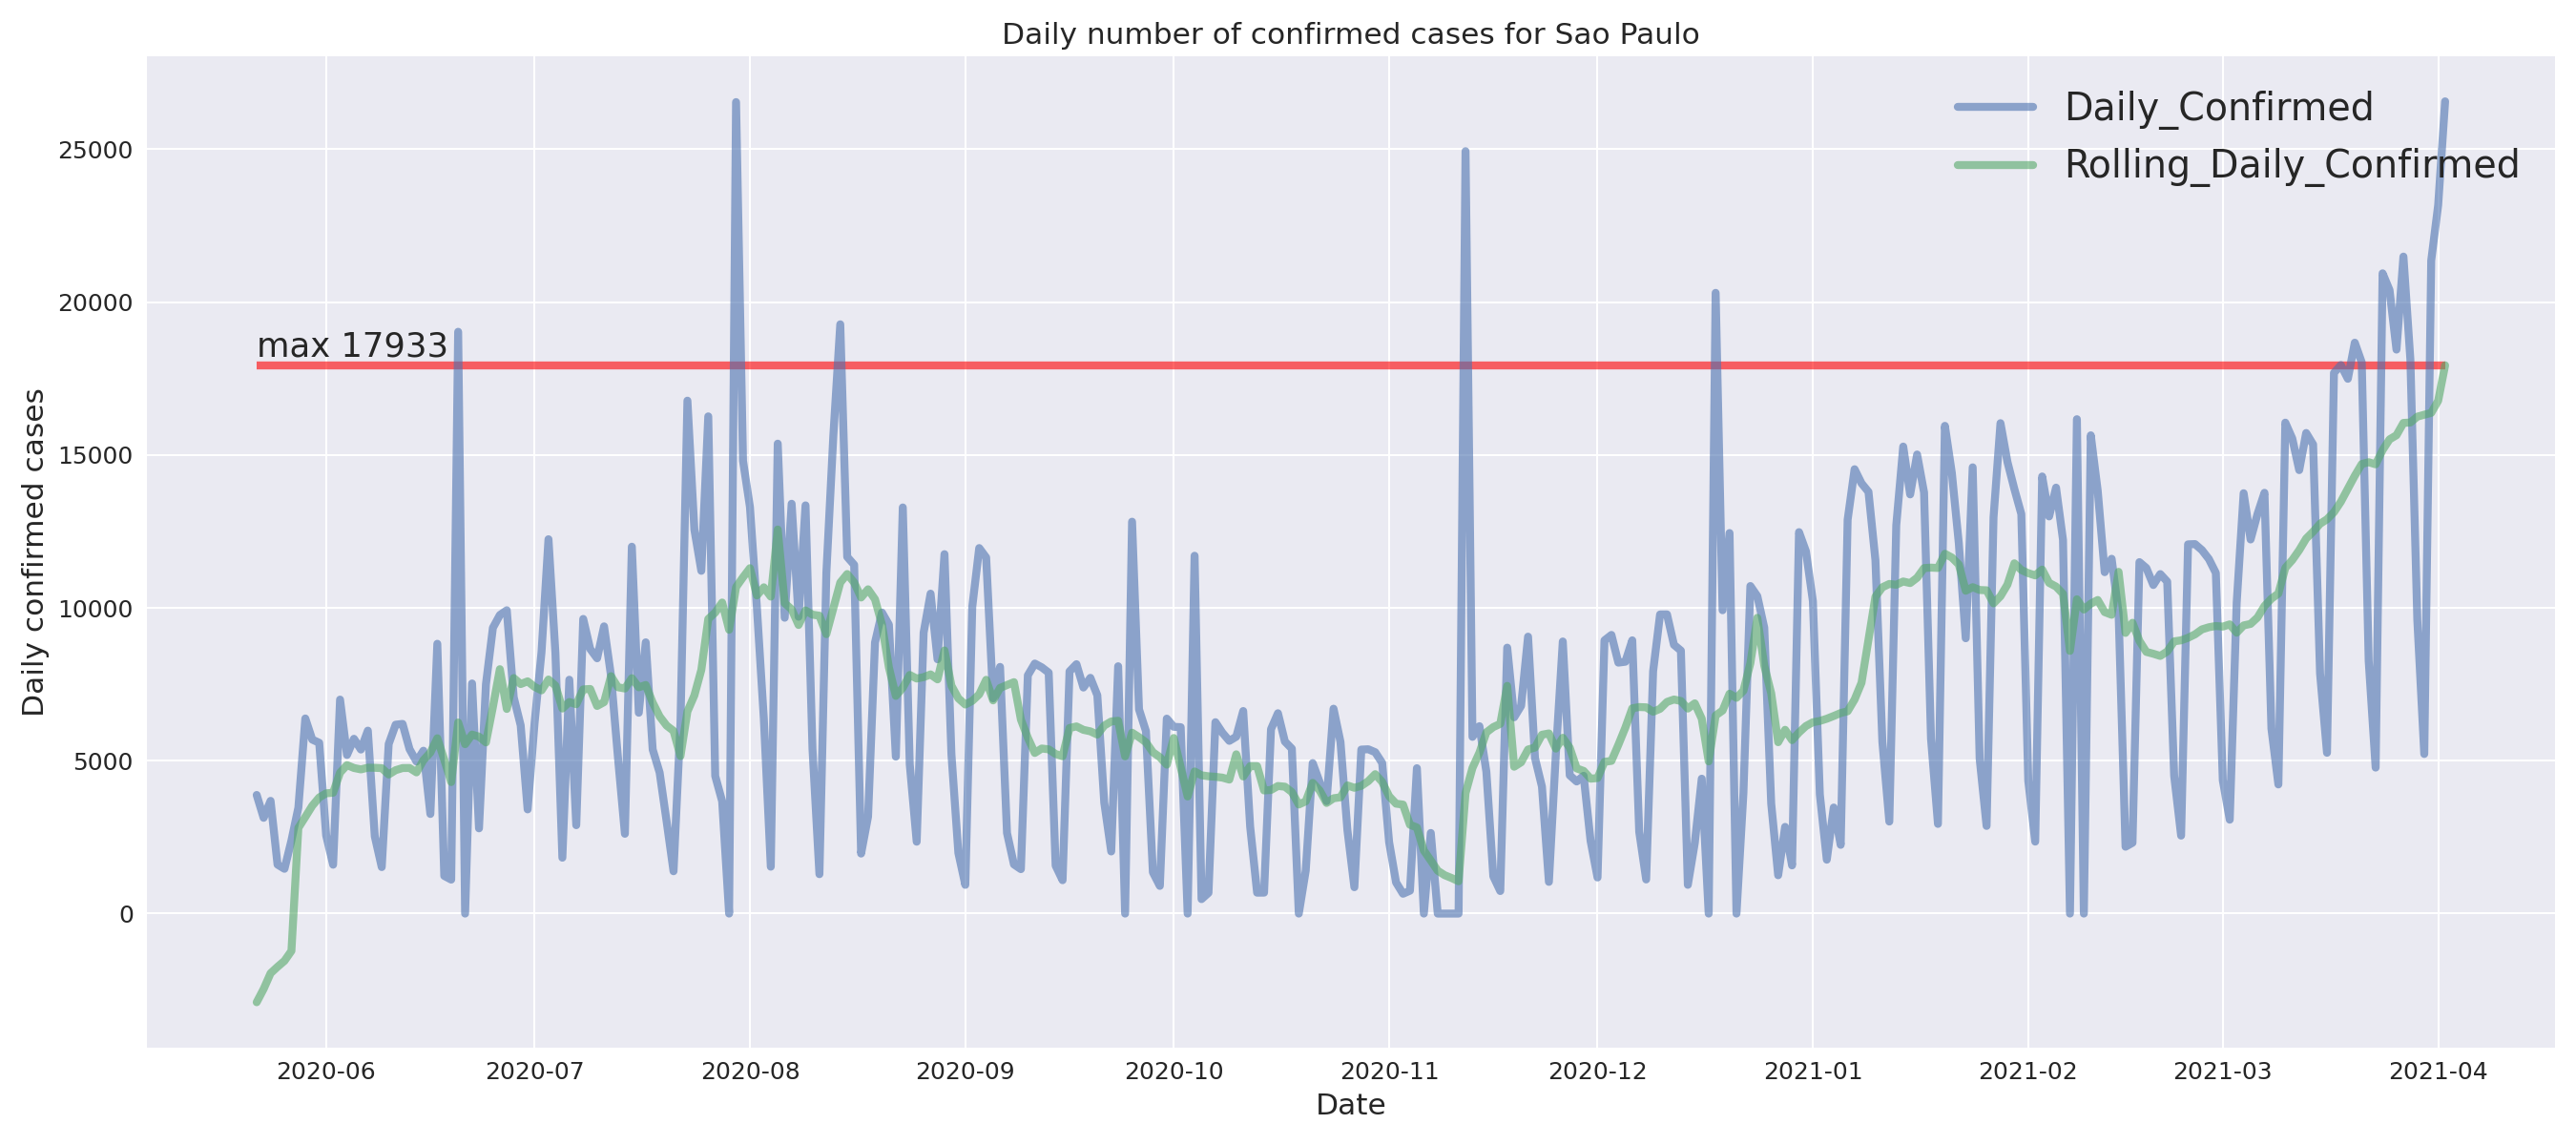 Daily number of confirmed cases for Sao Paulo
Daily_Confirmed
Rolling_Daily_Confirmed
max 17933
Daily confirmed cases
25000
20000
15000
10000
5000
0
2020-06
2020-07
2020-08
2020-09
2020-10
2020-11
2020-12
2021-01
2021-02
2021-03
2021-04
Date